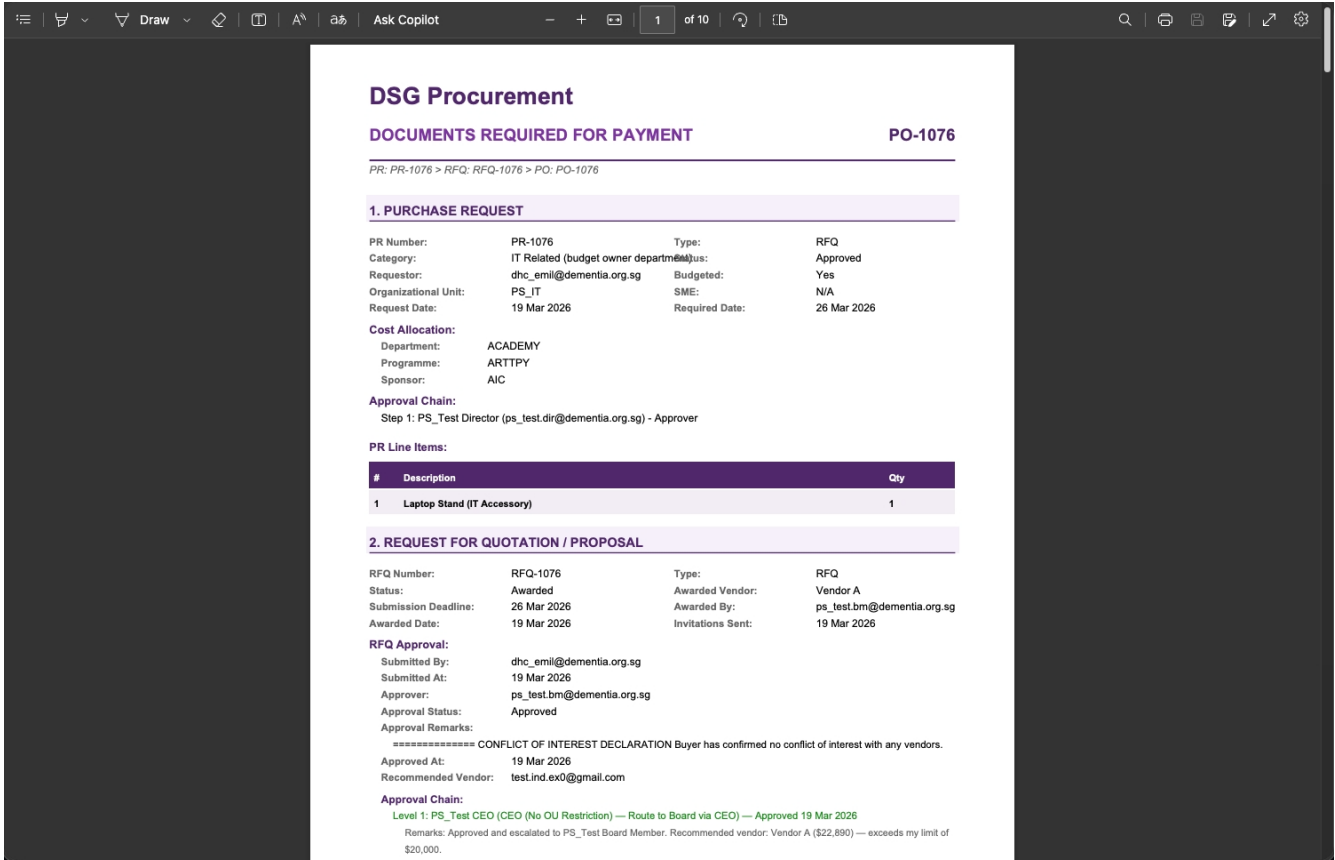 Draw
Ask Copilot
1 of 10
DSG Procurement
DOCUMENTS REQUIRED FOR PAYMENT PO-1076
PR: PR-1076 > RFQ: RFQ-1076 > PO: PO-1076
1. PURCHASE REQUEST
PR Number: PR-1076 Type: RFQ
Category: IT Related (budget owner department) Status: Approved
Requestor: dhc_emil@dementia.org.sg Budgeted: Yes
Organizational Unit: PS_IT SME: N/A
Request Date: 19 Mar 2026 Required Date: 26 Mar 2026
Cost Allocation:
Department: ACADEMY
Programme: ARTTPY
Sponsor: AIC
Approval Chain:
Step 1: PS_Test Director (ps_test.dir@dementia.org.sg) - Approver
PR Line Items:
# Description Qty
1 Laptop Stand (IT Accessory) 1
2. REQUEST FOR QUOTATION / PROPOSAL
RFQ Number: RFQ-1076 Type: RFQ
Status: Awarded Awarded Vendor: Vendor A
Submission Deadline: 26 Mar 2026 Awarded By: ps_test.bm@dementia.org.sg
Awarded Date: 19 Mar 2026 Invitations Sent: 19 Mar 2026
RFQ Approval:
Submitted By: dhc_emil@dementia.org.sg
Submitted At: 19 Mar 2026
Approver: ps_test.bm@dementia.org.sg
Approval Status: Approved
Approval Remarks:
============== CONFLICT OF INTEREST DECLARATION Buyer has confirmed no conflict of interest with any vendors.
Approved At: 19 Mar 2026
Recommended Vendor: test.ind.ex0@gmail.com
Approval Chain:
Level 1: PS_Test CEO (CEO (No OU Restriction) — Route to Board via CEO) — Approved 19 Mar 2026
Remarks: Approved and escalated to PS_Test Board Member. Recommended vendor: Vendor A ($22,890) — exceeds my limit of
$20,000.